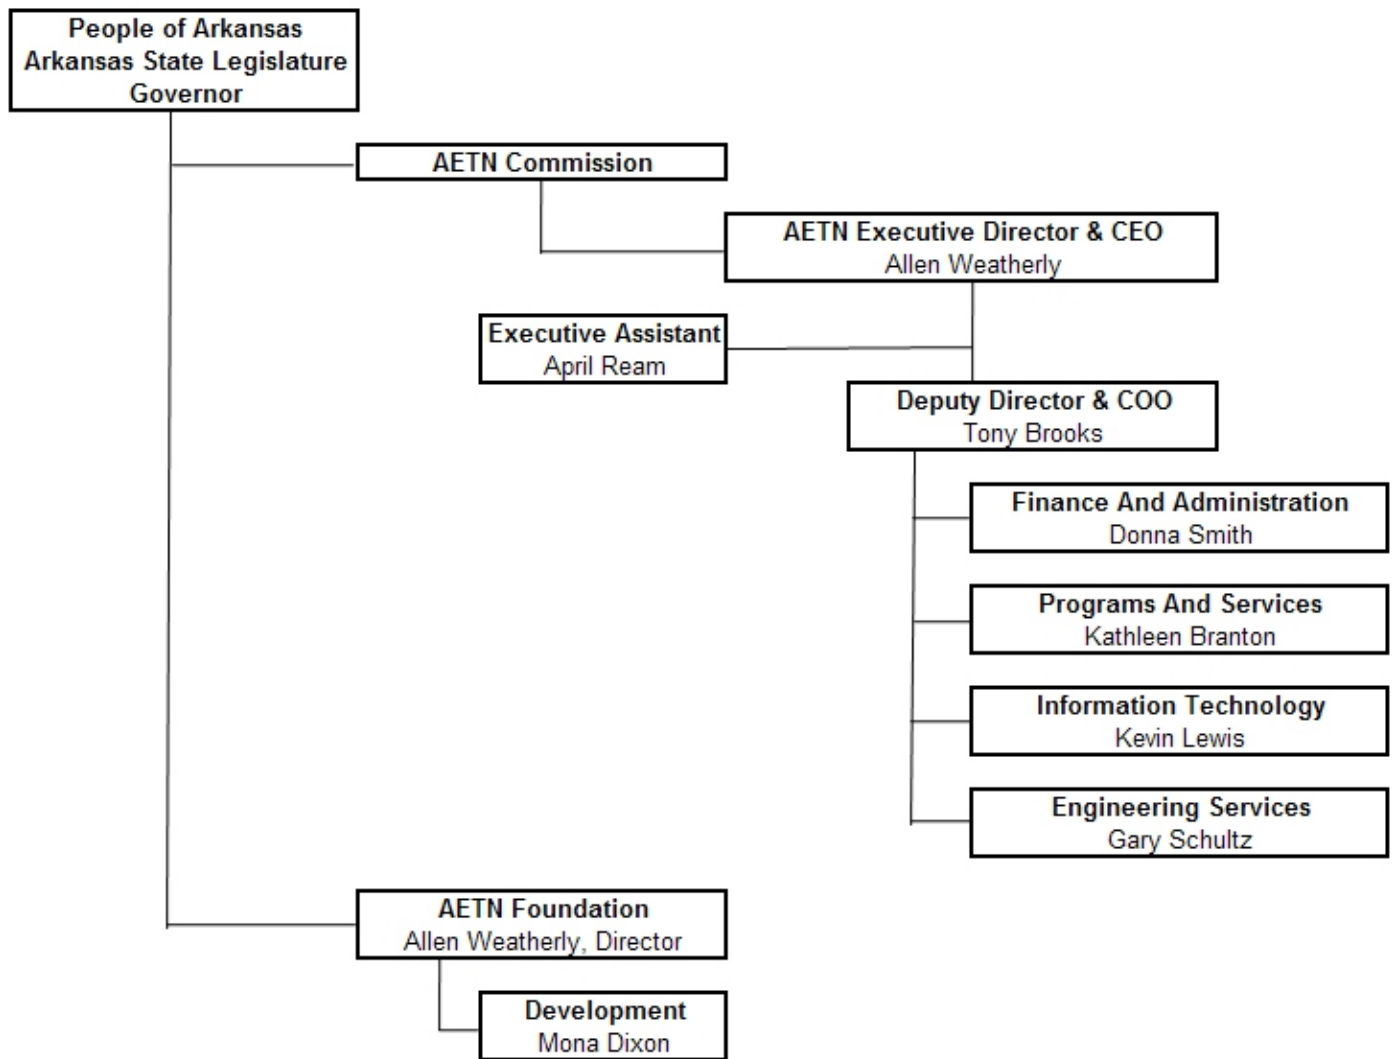 People of Arkansas
Arkansas State Legislature
Governor
AETN Commission
AETN Executive Director & CEO
Allen Weatherly
Executive Assistant
April Ream
Deputy Director & COO
Tony Brooks
Finance And Administration
Donna Smith
Programs And Services
Kathleen Branton
Information Technology
Kevin Lewis
Engineering Services
Gary Schultz
AETN Foundation
Allen Weatherly, Director
Development
Mona Dixon